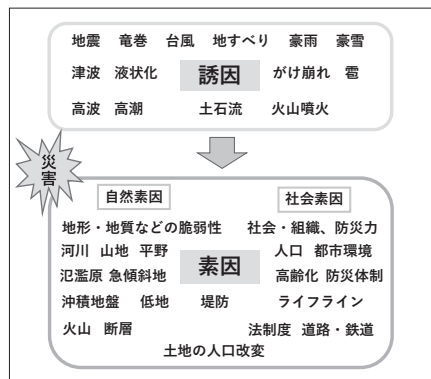 地震 竜巻 台風 地すべり 豪雨 豪雪
津波 液状化 誘因 がけ崩れ 雹
高波 高潮 土石流 火山噴火
災害
自然素因 社会素因
地形・地質などの脆弱性 社会・組織、防災力
河川 山地 平野 素因 人口 都市環境
氾濫原 急傾斜地 高齢化 防災体制
沖積地盤 低地 堤防 ライフライン
火山 断層 法制度 道路・鉄道
土地の人口改変